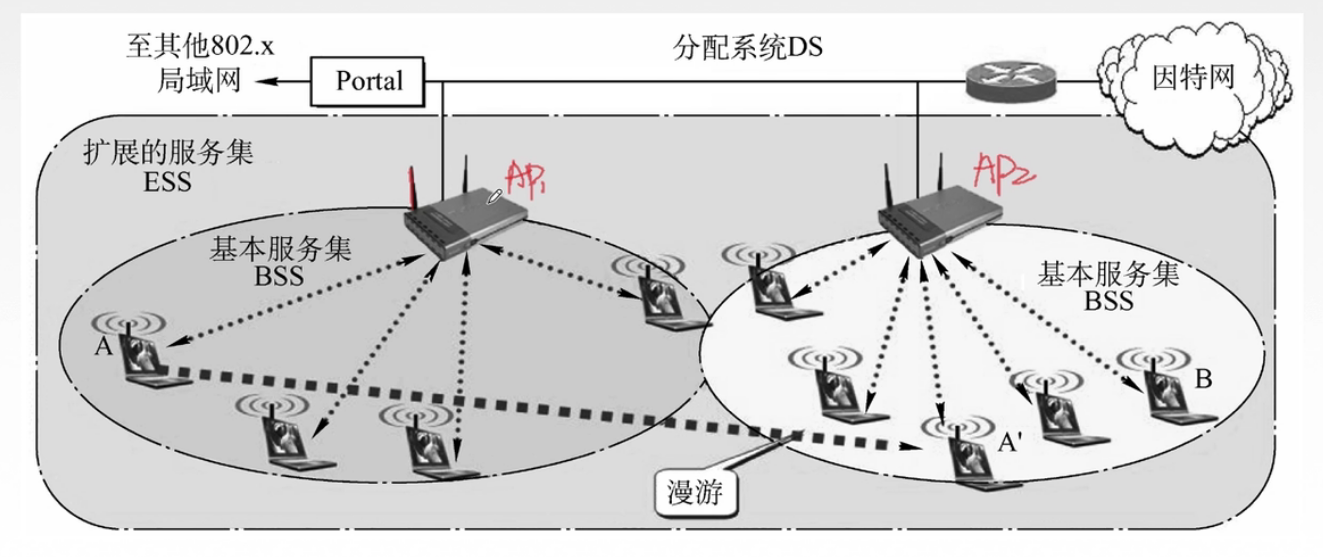 至其他802.x
局域网
Portal
分配系统DS
因特网
扩展的服务集
ESS
AP₁
AP₂
基本服务集
BSS
基本服务集
BSS
A
B
A'
漫游